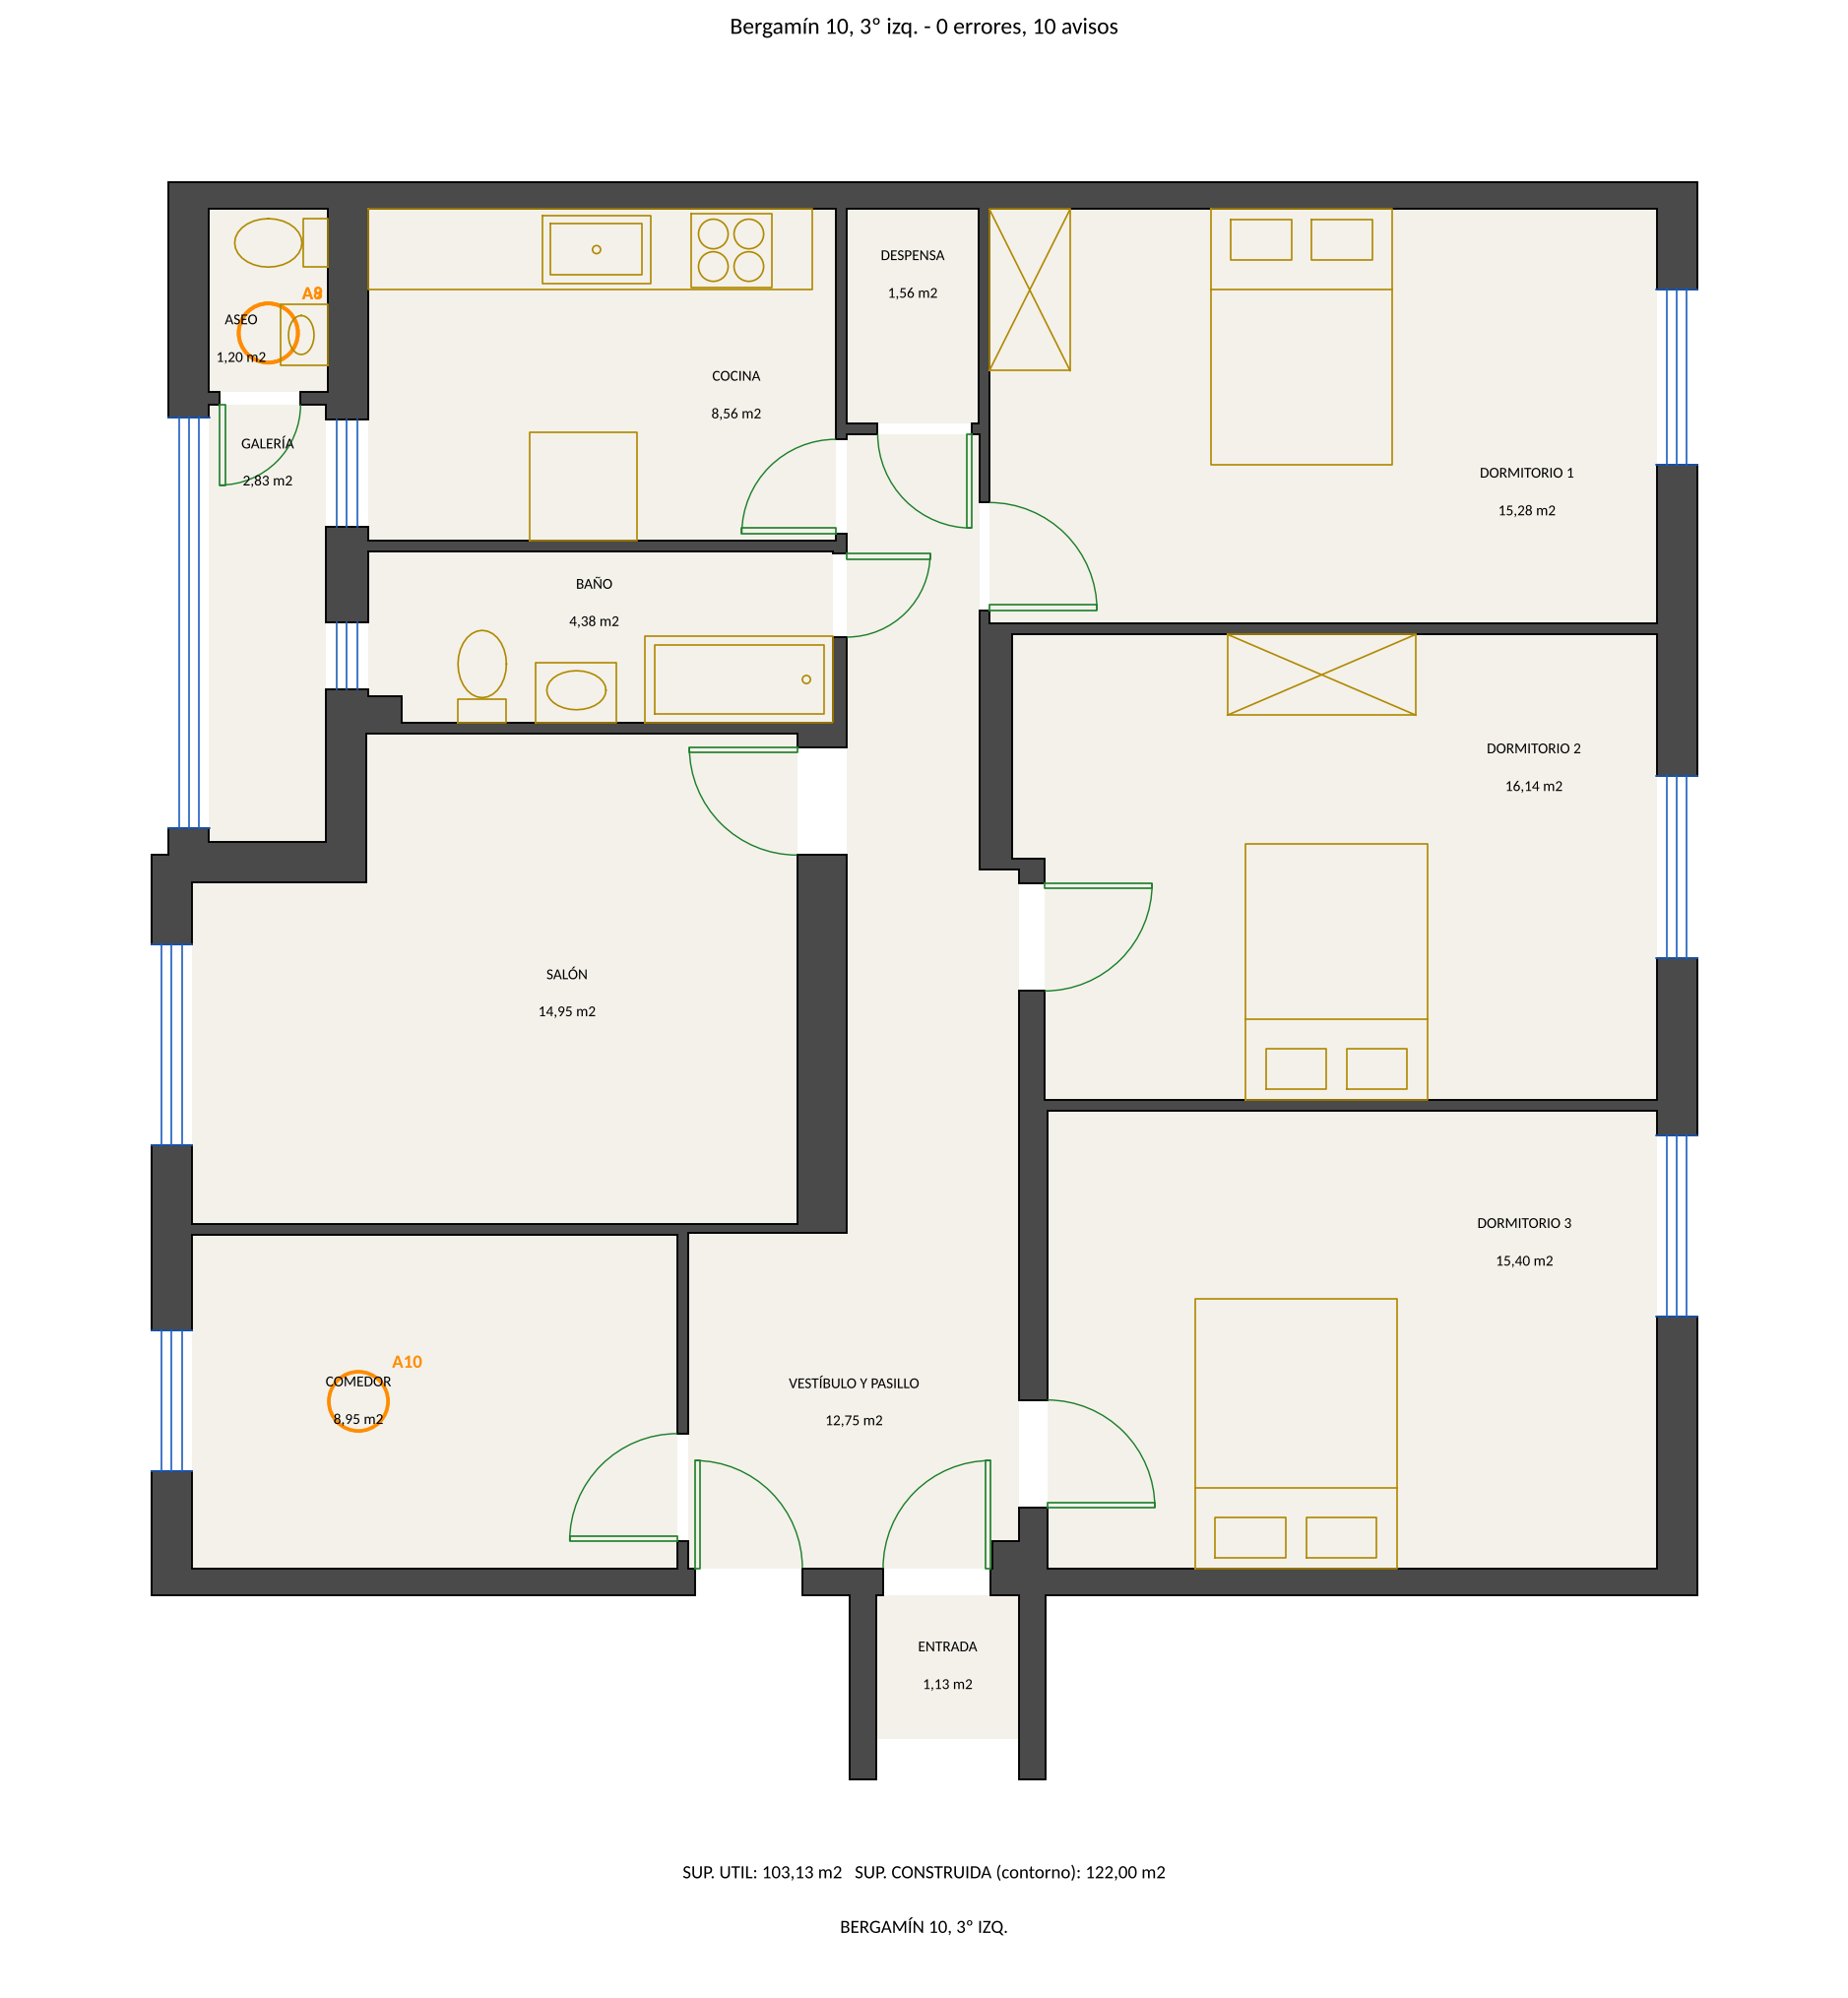 Bergamín 10, 3º izq. - 0 errores, 10 avisos
DESPENSA
1,56 m2
ASEO
1,20 m2
COCINA
8,56 m2
GALERÍA
2,83 m2
DORMITORIO 1
15,28 m2
BAÑO
4,38 m2
DORMITORIO 2
16,14 m2
SALÓN
14,95 m2
DORMITORIO 3
15,40 m2
A10
COMEDOR
8,95 m2
VESTÍBULO Y PASILLO
12,75 m2
ENTRADA
1,13 m2
SUP. UTIL: 103,13 m2 SUP. CONSTRUIDA (contorno): 122,00 m2
BERGAMÍN 10, 3º IZQ.